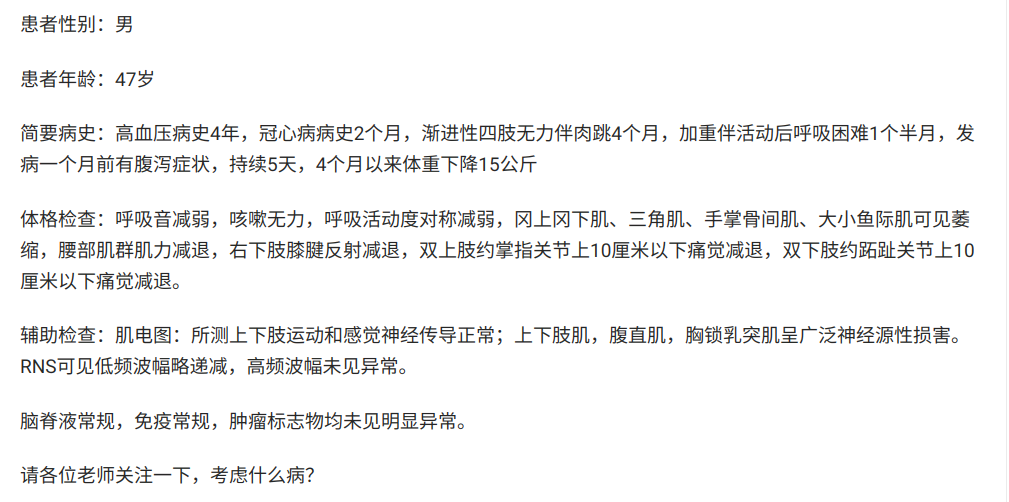 患者性别：男
患者年龄：47岁
简要病史：高血压病史4年，冠心病病史2个月，渐进性四肢无力伴肉跳4个月，加重伴活动后呼吸困难1个半月，发
病一个月前有腹泻症状，持续5天，4个月以来体重下降15公斤
体格检查：呼吸音减弱，咳嗽无力，呼吸活动度对称减弱，冈上冈下肌、三角肌、手掌骨间肌、大小鱼际肌可见萎
缩，腰部肌群肌力减退，右下肢膝腱反射减退，双上肢约掌指关节上10厘米以下痛觉减退，双下肢约跖趾关节上10
厘米以下痛觉减退。
辅助检查：肌电图：所测上下肢运动和感觉神经传导正常；上下肢肌，腹直肌，胸锁乳突肌呈广泛神经源性损害。
RNS可见低频波幅略递减，高频波幅未见异常。
脑脊液常规，免疫常规，肿瘤标志物均未见明显异常。
请各位老师关注一下，考虑什么病？